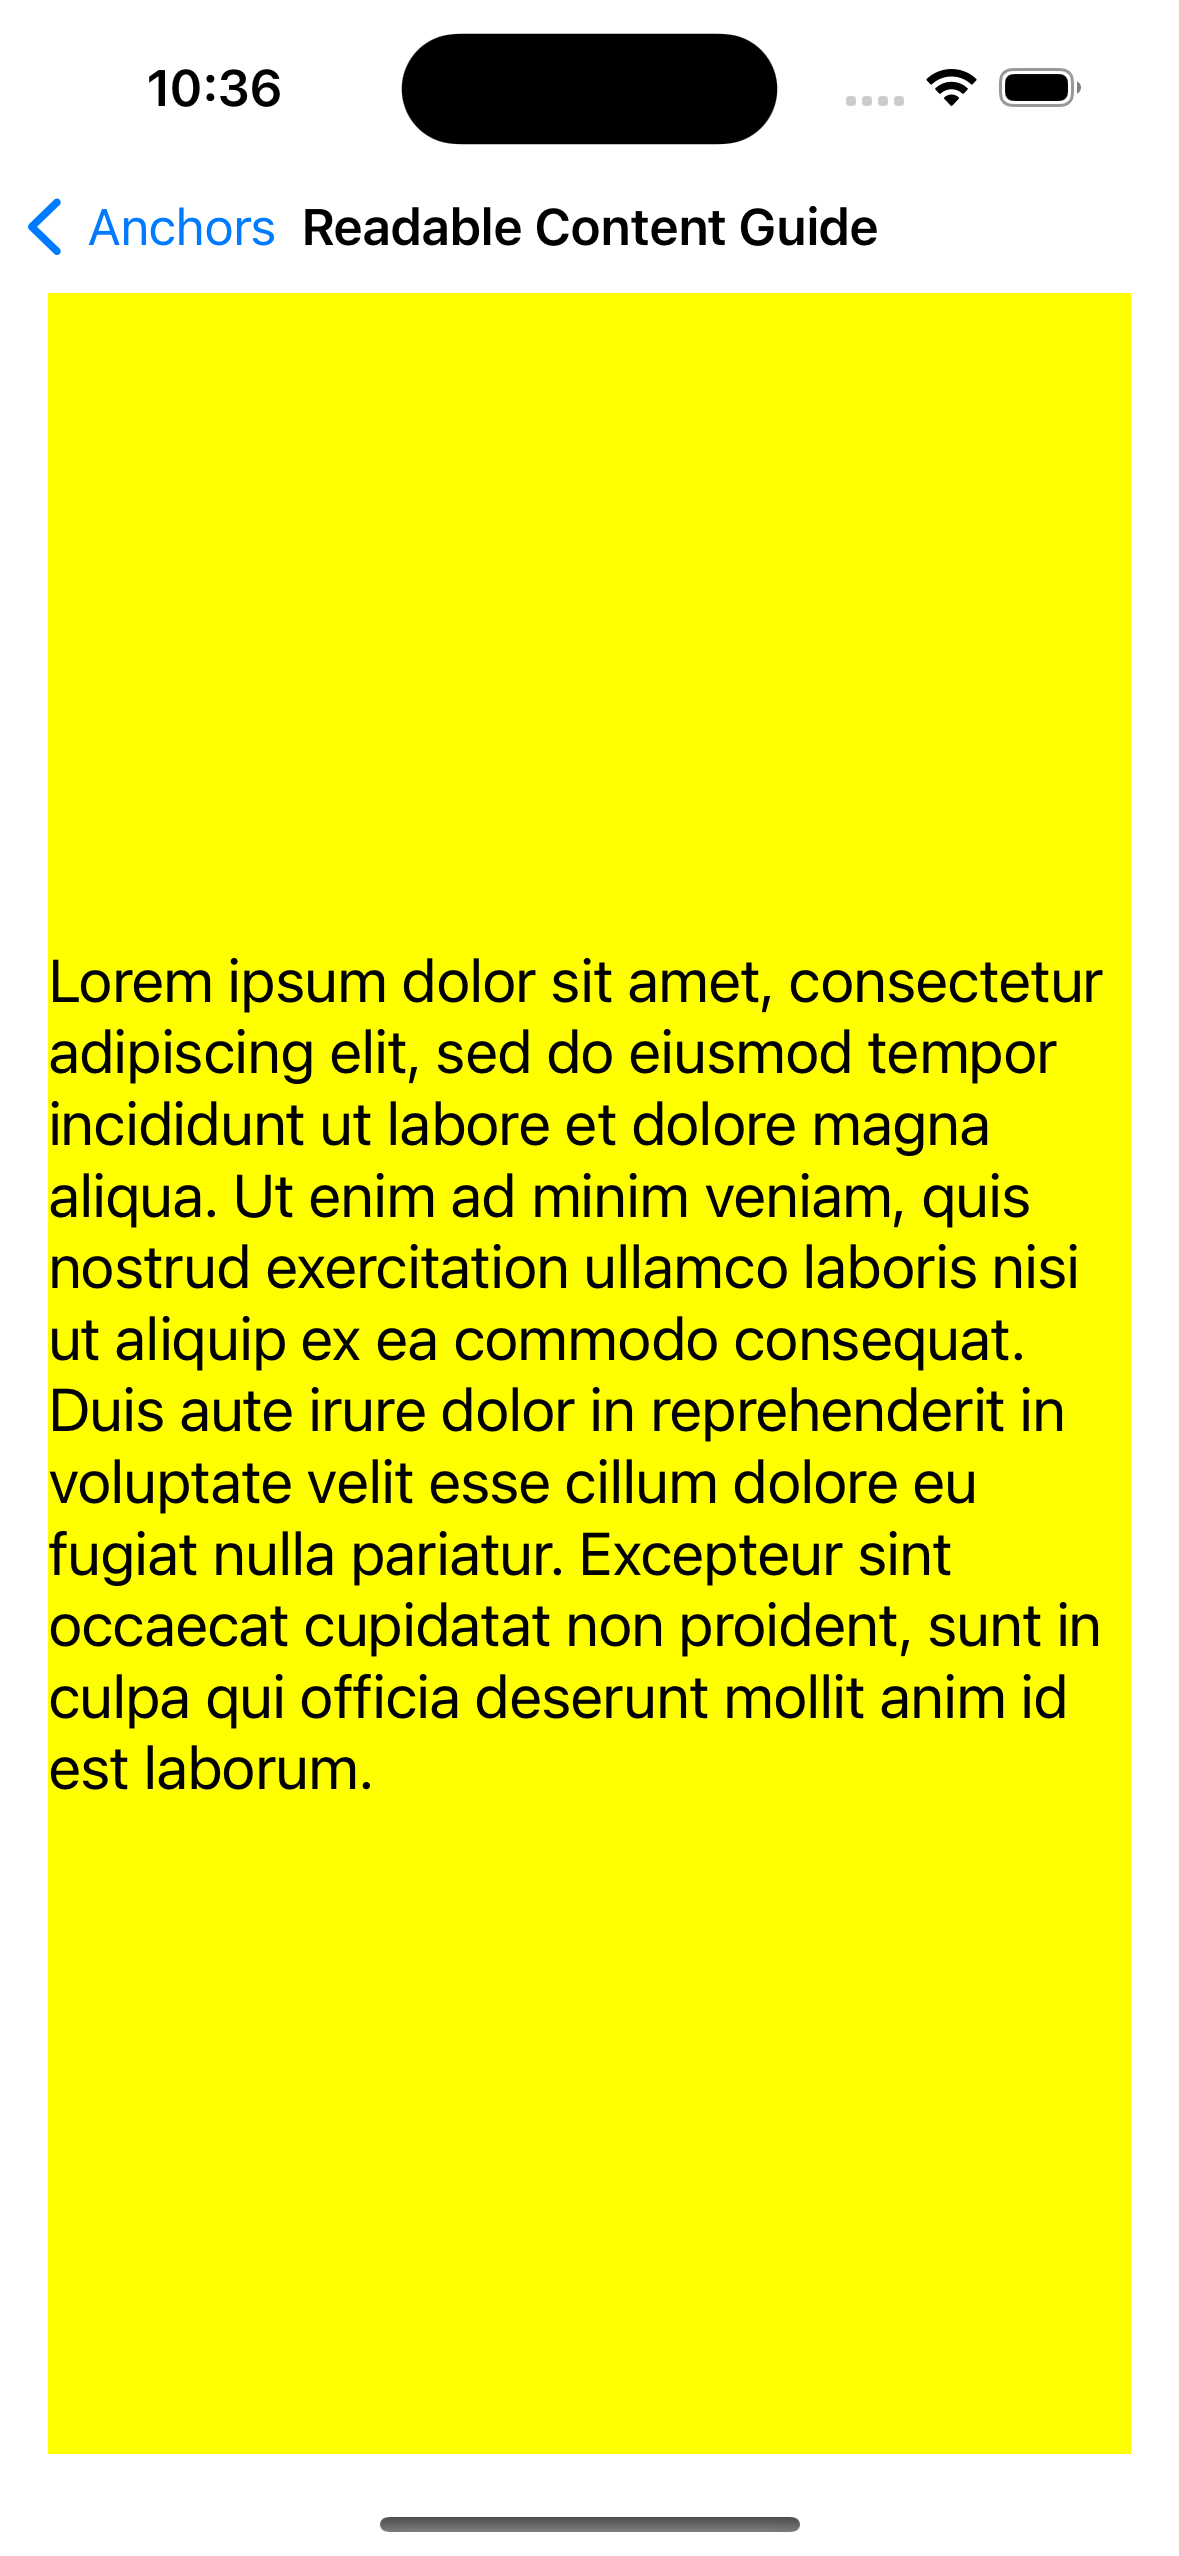 10:36
Anchors Readable Content Guide
Lorem ipsum dolor sit amet, consectetur
adipiscing elit, sed do eiusmod tempor
incididunt ut labore et dolore magna
aliqua. Ut enim ad minim veniam, quis
nostrud exercitation ullamco laboris nisi
ut aliquip ex ea commodo consequat.
Duis aute irure dolor in reprehenderit in
voluptate velit esse cillum dolore eu
fugiat nulla pariatur. Excepteur sint
occaecat cupidatat non proident, sunt in
culpa qui officia deserunt mollit anim id
est laborum.